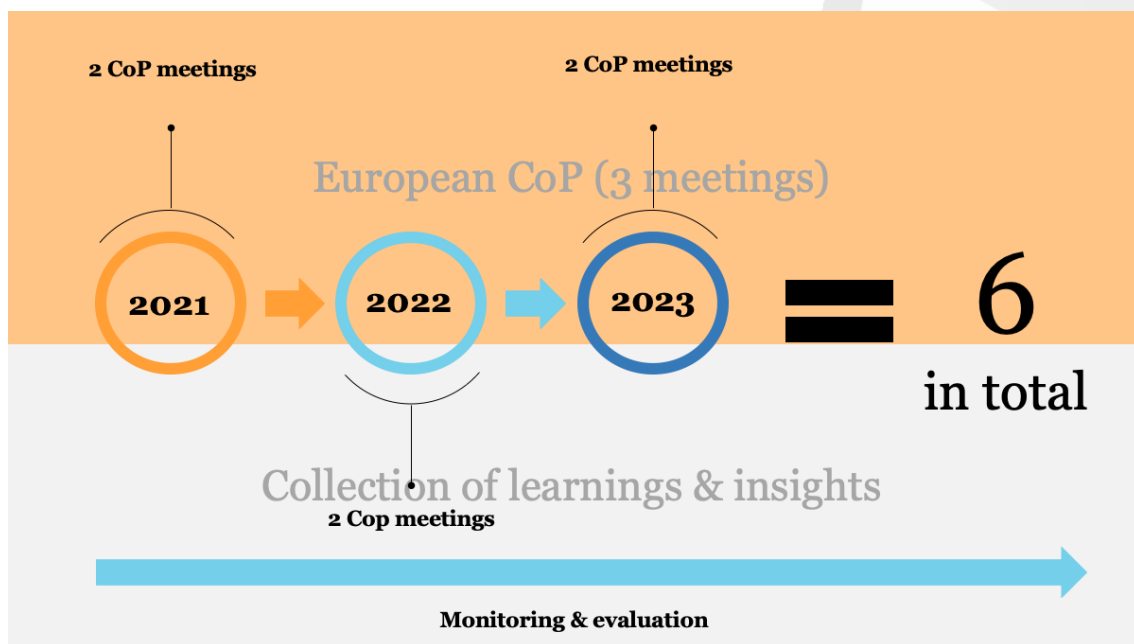 2 CoP meetings
2 CoP meetings
European CoP (3 meetings)
2021
2022
2023
=
6
in total
Collection of learnings & insights
2 Cop meetings
Monitoring & evaluation